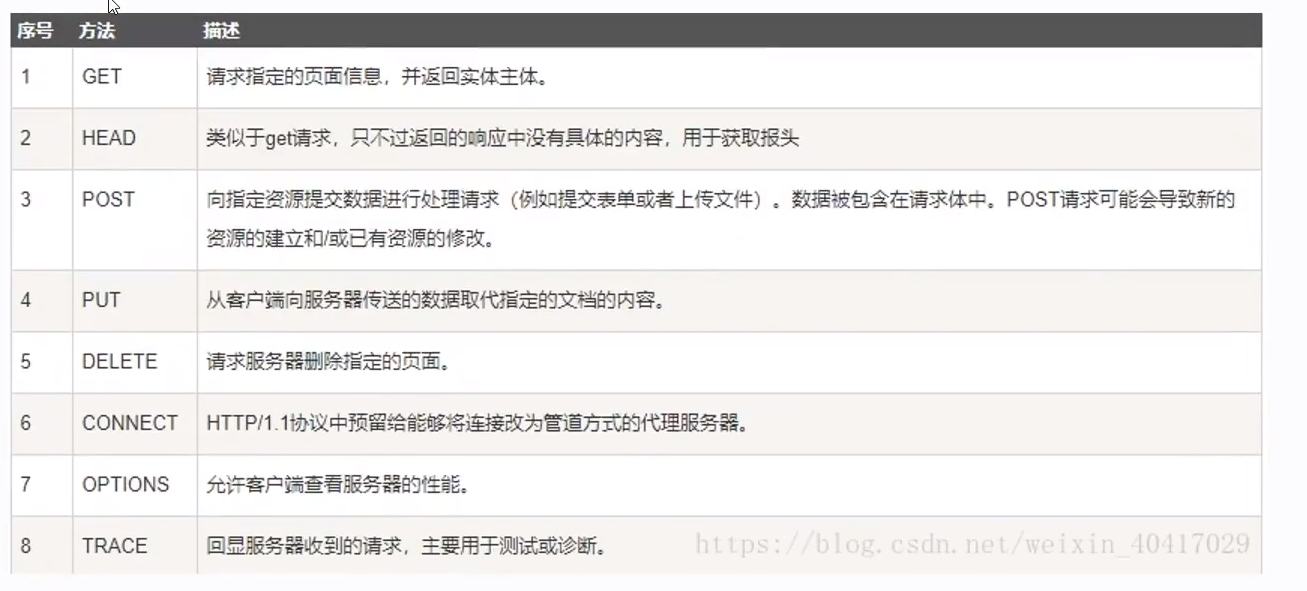 序号 方法 描述
1 GET 请求指定的页面信息，并返回实体主体。
2 HEAD 类似于get请求，只不过返回的响应中没有具体的内容，用于获取报头
3 POST 向指定资源提交数据进行处理请求（例如提交表单或者上传文件）。数据被包含在请求体中。POST请求可能会导致新的
资源的建立和/或已有资源的修改。
4 PUT 从客户端向服务器传送的数据取代指定的文档的内容。
5 DELETE 请求服务器删除指定的页面。
6 CONNECT HTTP/1.1协议中预留给能够将连接改为管道方式的代理服务器。
7 OPTIONS 允许客户端查看服务器的性能。
8 TRACE 回显服务器收到的请求，主要用于测试或诊断。 https://blog.csdn.net/weixin_40417029